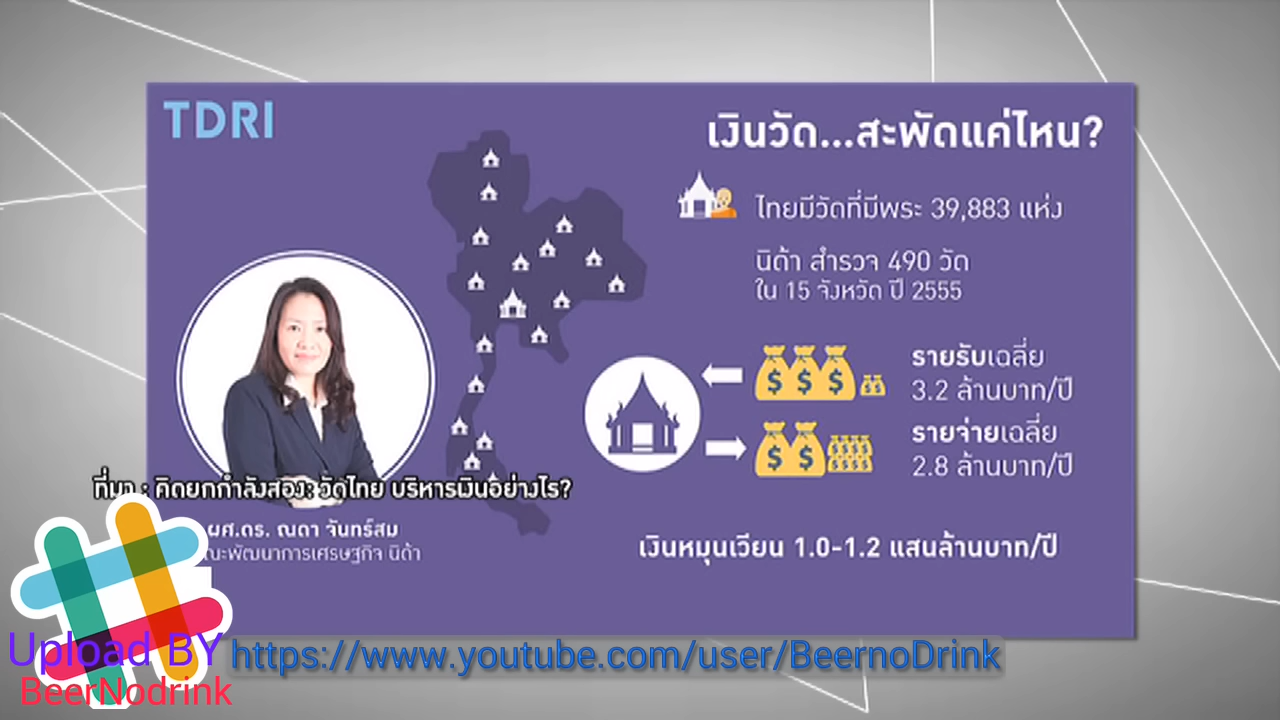 TDRI
เงินวัด...สะพัดแค่ไหน?
ไทยมีวัดที่มีพระ 39,883 แห่ง
นิด้า สำรวจ 490 วัด
ใน 15 จังหวัด ปี 2555
รายรับเฉลี่ย
3.2 ล้านบาท/ปี
รายจ่ายเฉลี่ย
2.8 ล้านบาท/ปี
เงินหมุนเวียน 1.0-1.2 แสนล้านบาท/ปี
ที่มา : คิดยกกำลังสอง: วัดไทย บริหารเงินอย่างไร?
ผศ.ดร. ณดา จันทร์สม
ณะพัฒนาการเศรษฐกิจ นิด้า
Upload BY https://www.youtube.com/user/BeernoDrink
BeerNodrink